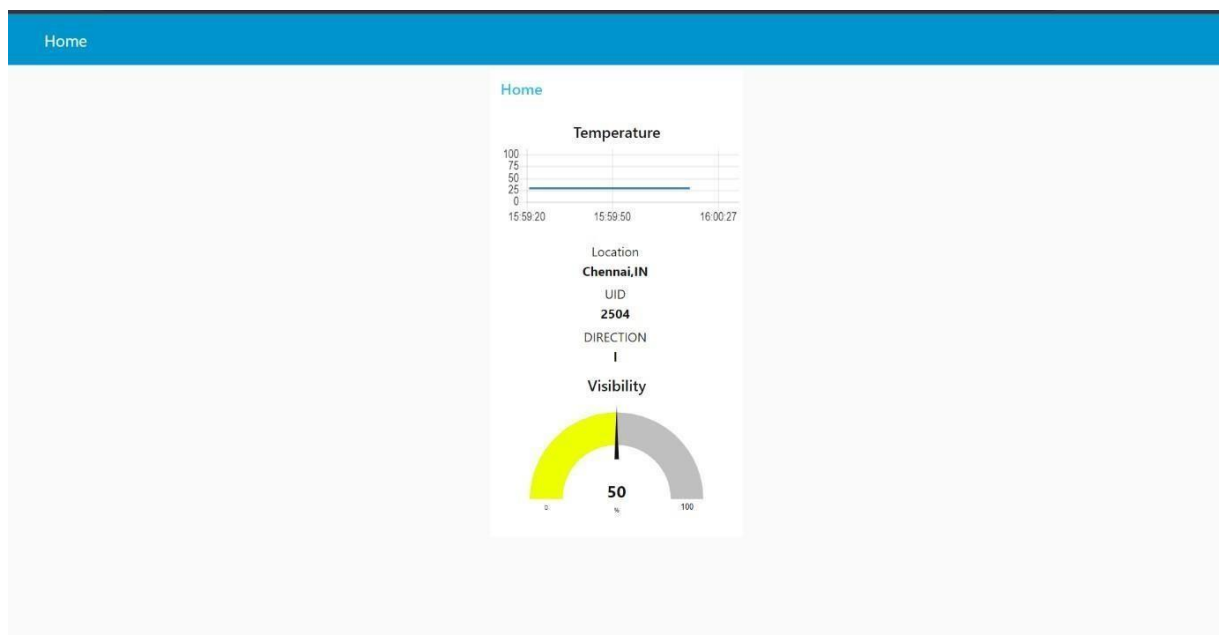 Home
Home
Temperature
100
75
50
25
0
15:59:20 15:59:50 16:00:27
Location
Chennai,IN
UID
2504
DIRECTION
l
Visibility
50
0 % 100